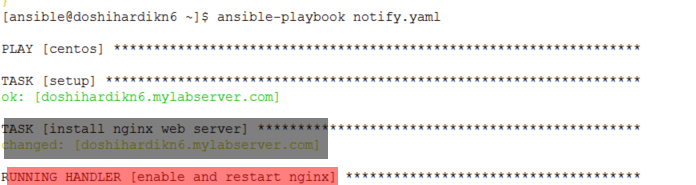 [ansible@doshihardikn6 ~]$ ansible-playbook notify.yaml
PLAY [centos] ******************************************************************
TASK [setup] *******************************************************************
ok: [doshihardikn6.mylabserver.com]
TASK [install nginx web server] ************************************************
changed: [doshihardikn6.mylabserver.com]
RUNNING HANDLER [enable and restart nginx] *************************************